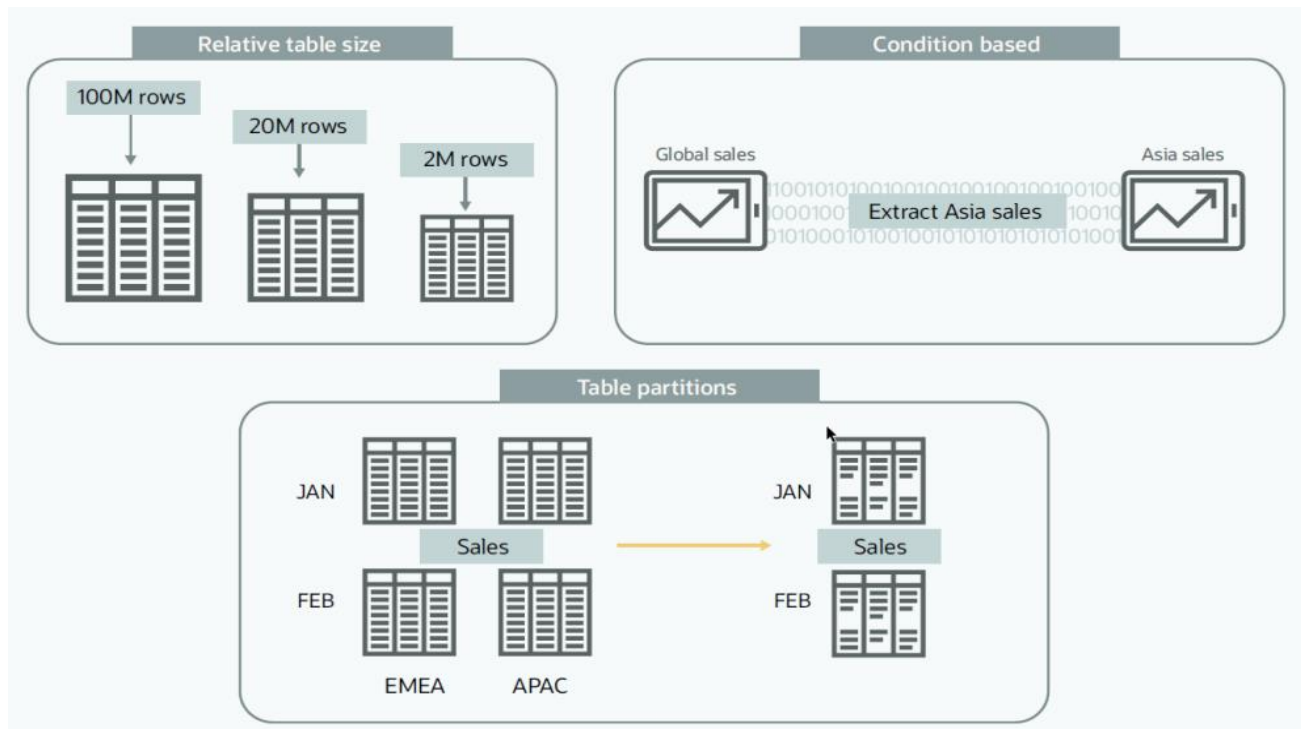 Relative table size
100M rows
20M rows
2M rows
Condition based
Global sales
Asia sales
Extract Asia sales
Table partitions
JAN
JAN
Sales
Sales
FEB
FEB
EMEA
APAC